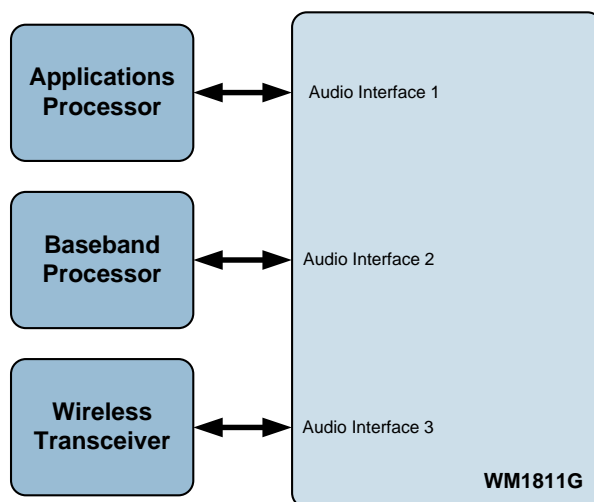 Applications
Processor
Audio Interface 1
Baseband
Processor
Audio Interface 2
Wireless
Transceiver
Audio Interface 3
WM1811G